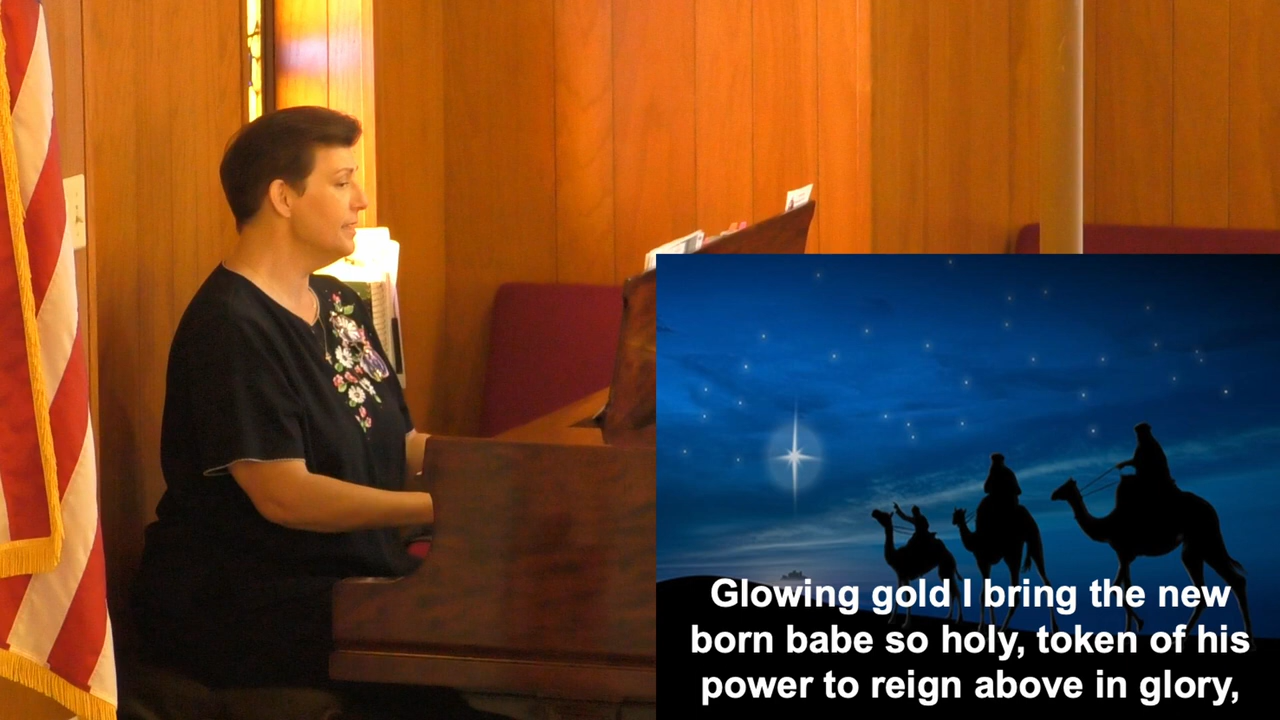 Glowing gold I bring the new
born babe so holy, token of his
power to reign above in glory,